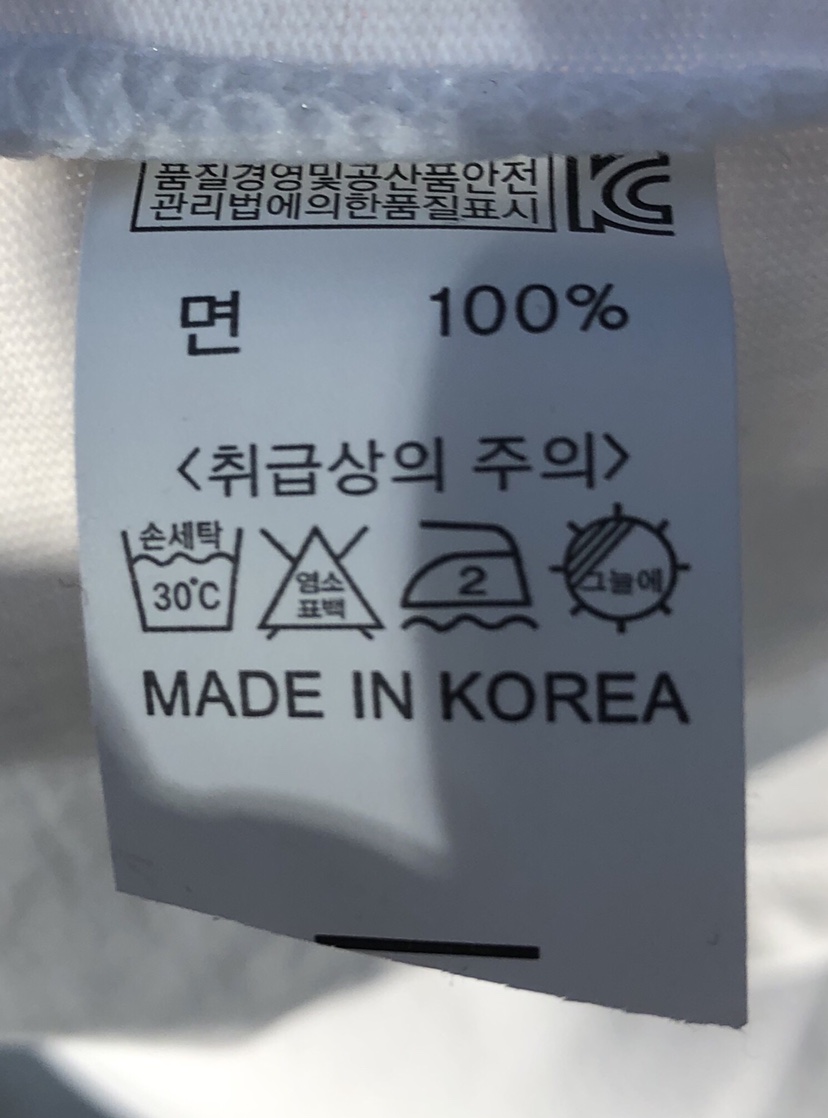 품질경영및공산품안전
관리법에의한품질표시
면 100%
<취급상의 주의>
손세탁
30°C
염소
표백
2
그늘에
MADE IN KOREA